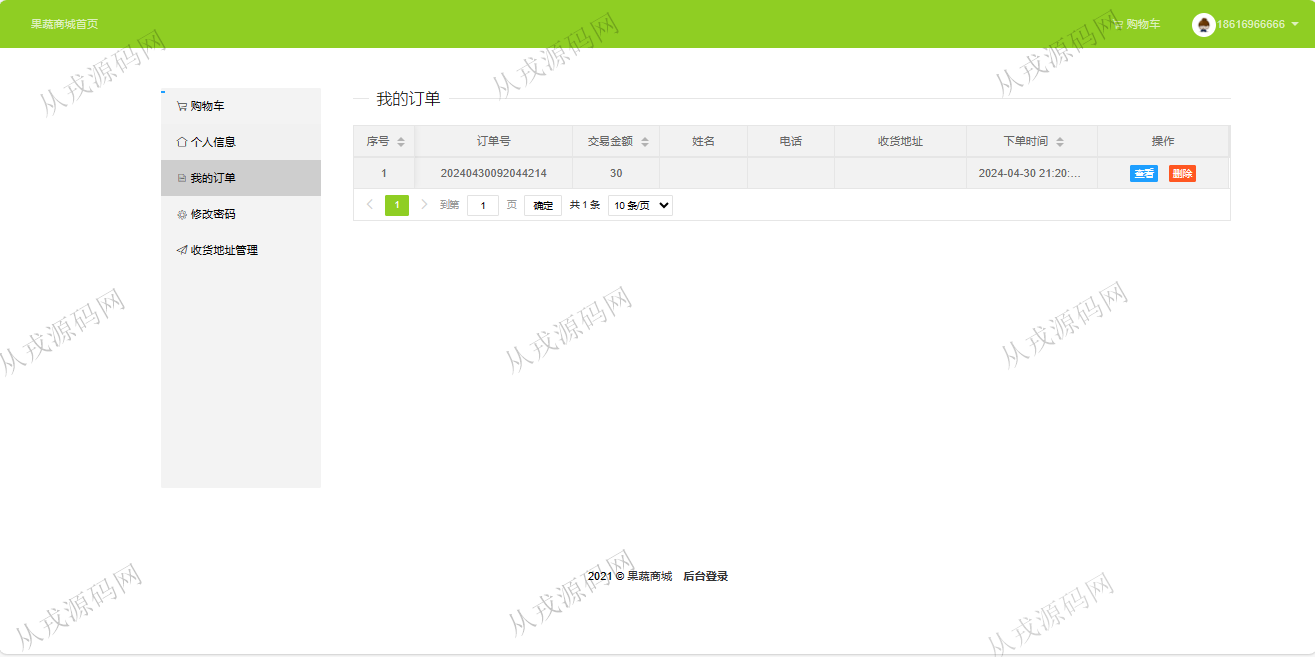 果蔬商城首页 购物车 18616966666
购物车
个人信息
我的订单
修改密码
收货地址管理
我的订单
序号 订单号 交易金额 姓名 电话 收货地址 下单时间 操作
1 20240430092044214 30 2024-04-30 21:20:... 查看 删除
1 到第 1 页 确定 共 1 条 10 条/页
2021 © 果蔬商城 后台登录
从戎源码网
从戎源码网
从戎源码网
从戎源码网
从戎源码网
从戎源码网
从戎源码网
从戎源码网
从戎源码网